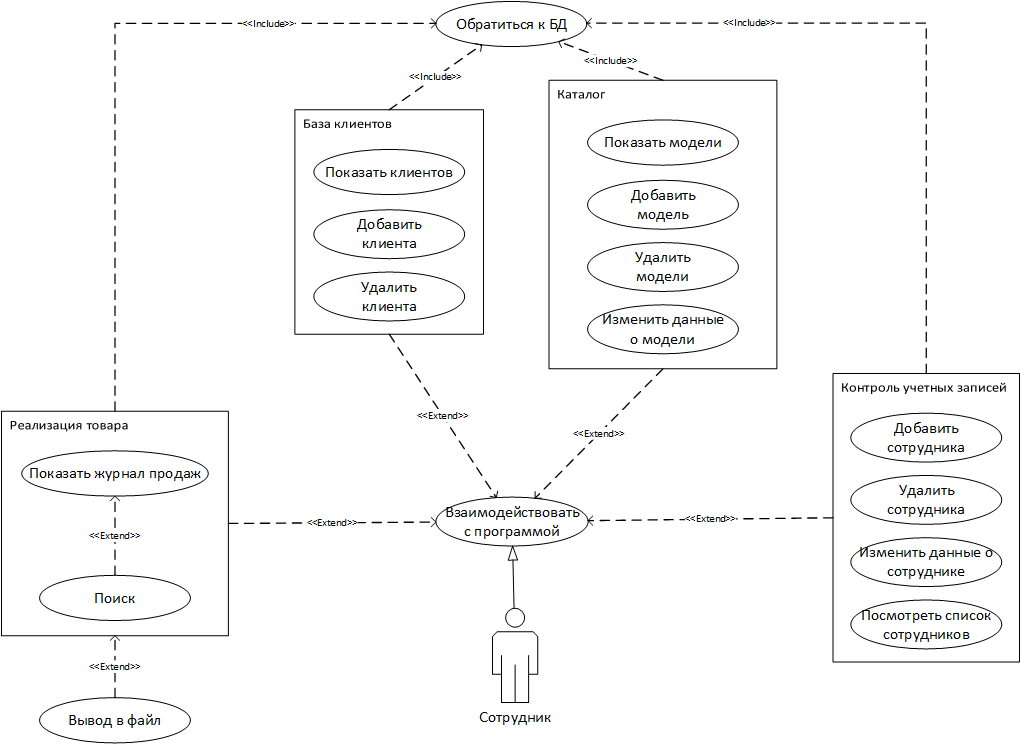 Обратиться к БД
<<Include>>
<<Include>>
<<Include>>
<<Include>>
База клиентов
Показать клиентов
Добавить
клиента
Удалить
клиента
Каталог
Показать модели
Добавить
модель
Удалить
модели
Изменить данные
о модели
Контроль учетных записей
Добавить
сотрудника
Удалить
сотрудника
Изменить данные о
сотруднике
Посмотреть список
сотрудников
Реализация товара
Показать журнал продаж
<<Extend>>
Поиск
<<Extend>>
Вывод в файл
<<Extend>>
<<Extend>>
<<Extend>>
<<Extend>>
Взаимодействовать
с программой
Сотрудник